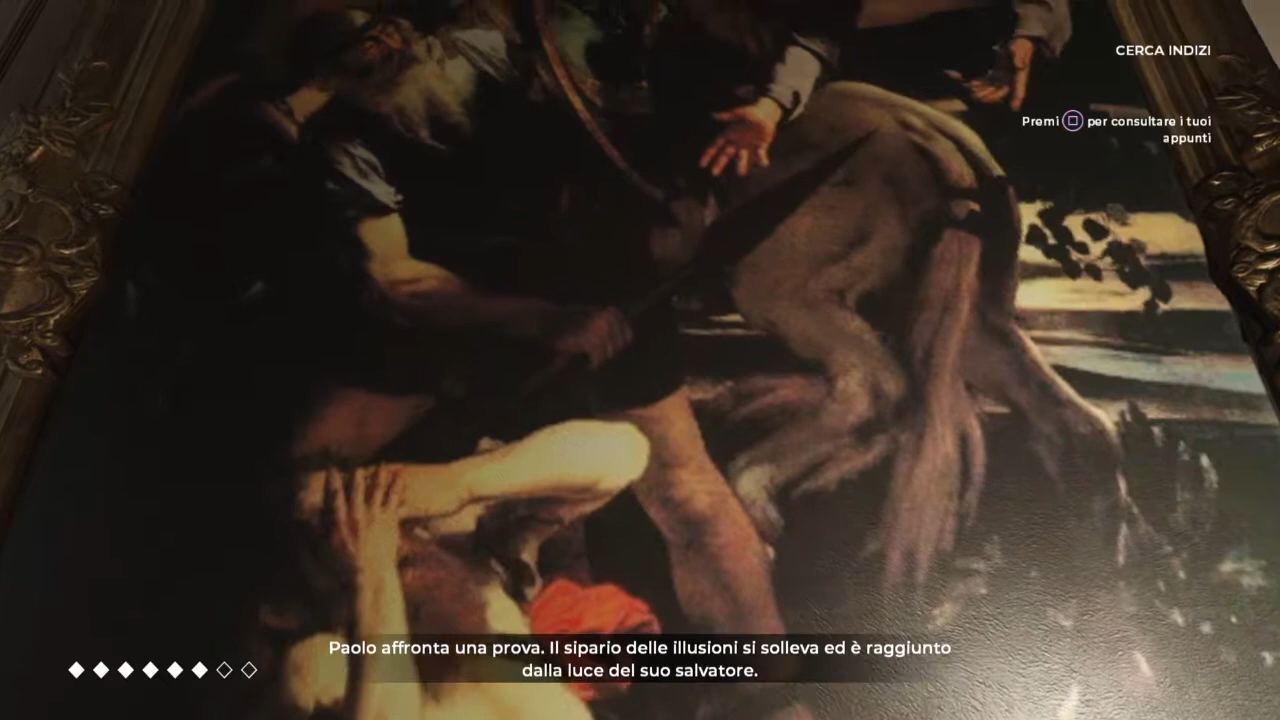 CERCA INDIZI
Premi per consultare i tuoi
appunti
Paolo affronta una prova. Il sipario delle illusioni si solleva ed è raggiunto
dalla luce del suo salvatore.